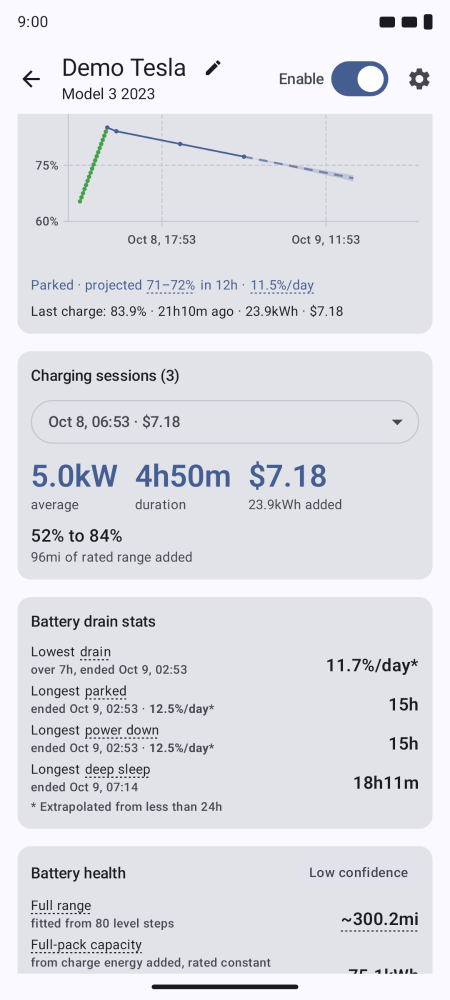 9:00
Demo Tesla
Model 3 2023
Enable
75%
60%
Oct 8, 17:53
Oct 9, 11:53
Parked · projected 71–72% in 12h · 11.5%/day
Last charge: 83.9% · 21h10m ago · 23.9kWh · $7.18
Charging sessions (3)
Oct 8, 06:53 · $7.18
5.0kW 4h50m $7.18
average duration 23.9kWh added
52% to 84%
96mi of rated range added
Battery drain stats
Lowest drain
over 7h, ended Oct 9, 02:53
11.7%/day*
Longest parked
ended Oct 9, 02:53 · 12.5%/day*
15h
Longest power down
ended Oct 9, 02:53 · 12.5%/day*
15h
Longest deep sleep
ended Oct 9, 07:14
18h11m
* Extrapolated from less than 24h
Battery health
Low confidence
Full range
fitted from 80 level steps
~300.2mi
Full-pack capacity
from charge energy added, rated constant